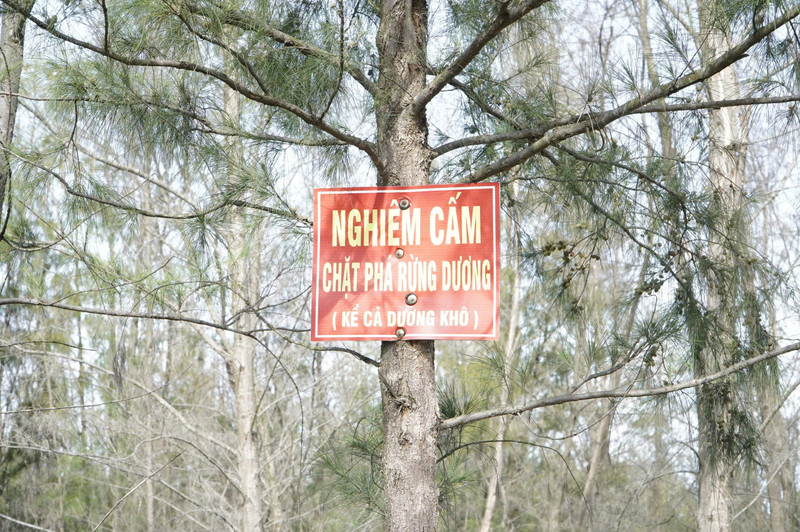 NGHIÊM CẤM
CHẶT PHÁ RỪNG DƯƠNG
( KỂ CẢ DƯƠNG KHÔ )